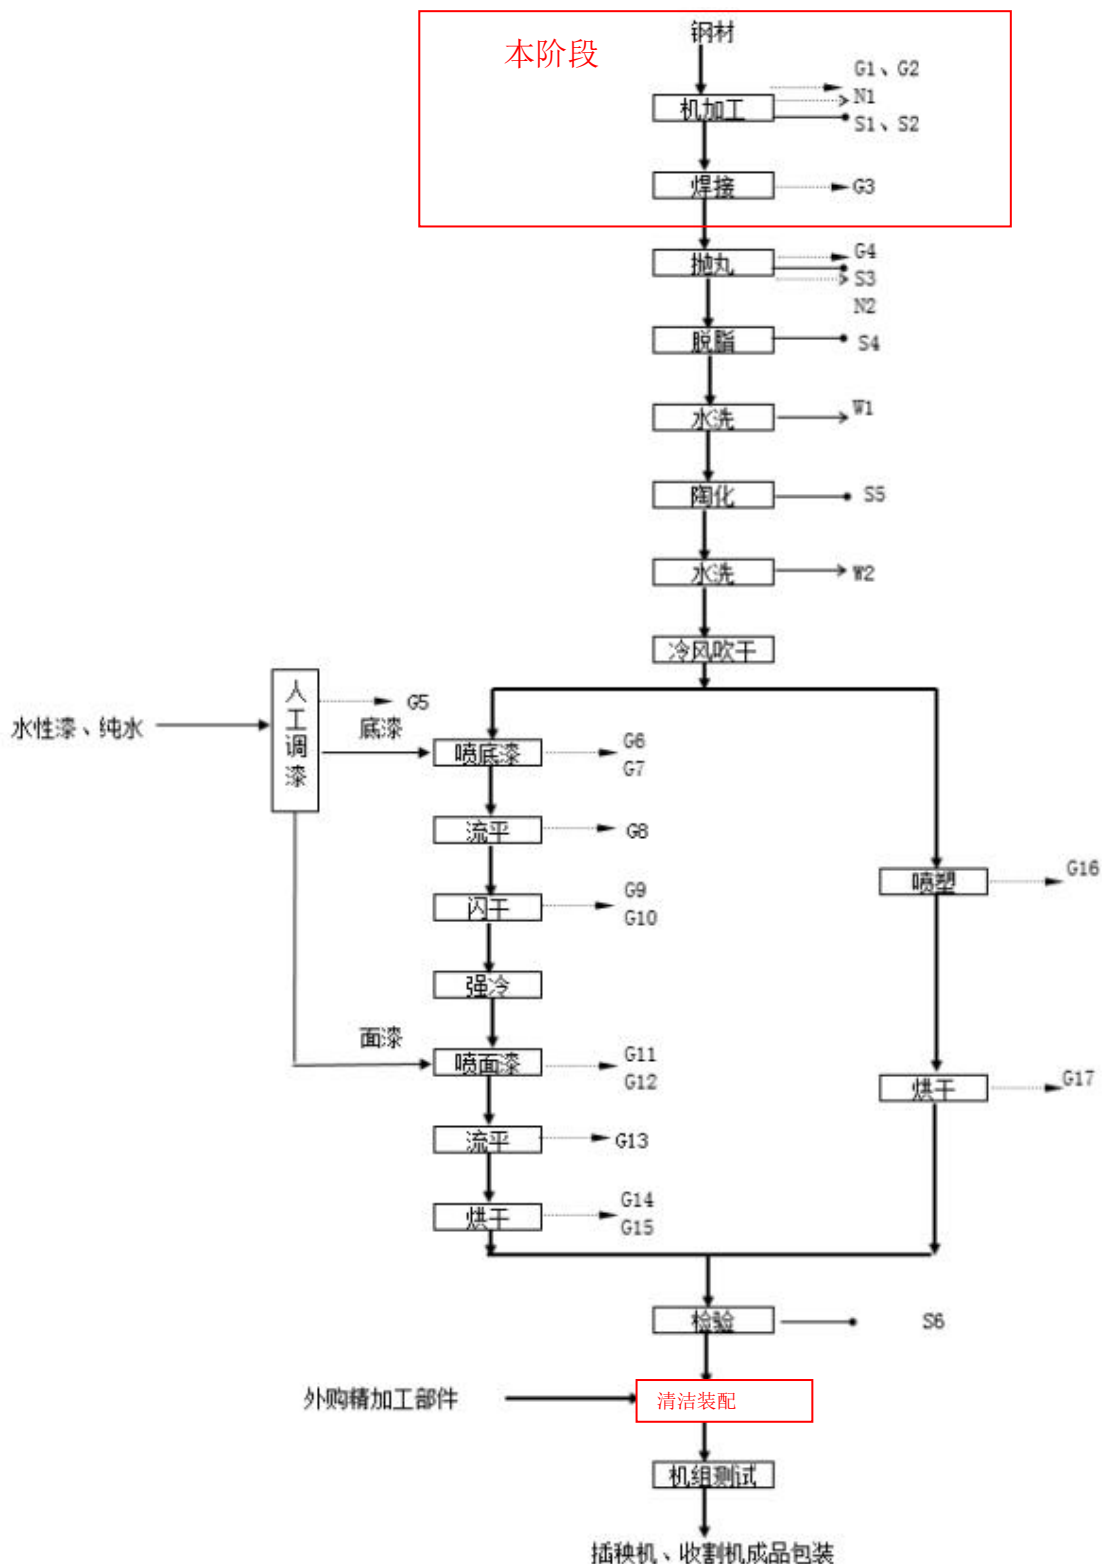 钢材
本阶段
G1、G2
N1
机加工
S1、S2
焊接
G3
G4
抛丸
S3
N2
脱脂
S4
W1
水洗
陶化
S5
水洗
W2
冷风吹干
人工调漆
G5
水性漆、纯水
底漆
喷底漆
G6
G7
流平
G8
G9
闪干
G10
强冷
面漆
喷面漆
G11
G12
流平
G13
G14
烘干
G15
喷塑
G16
烘干
G17
检验
S6
外购精加工部件
清洁装配
机组测试
插秧机、收割机成品包装